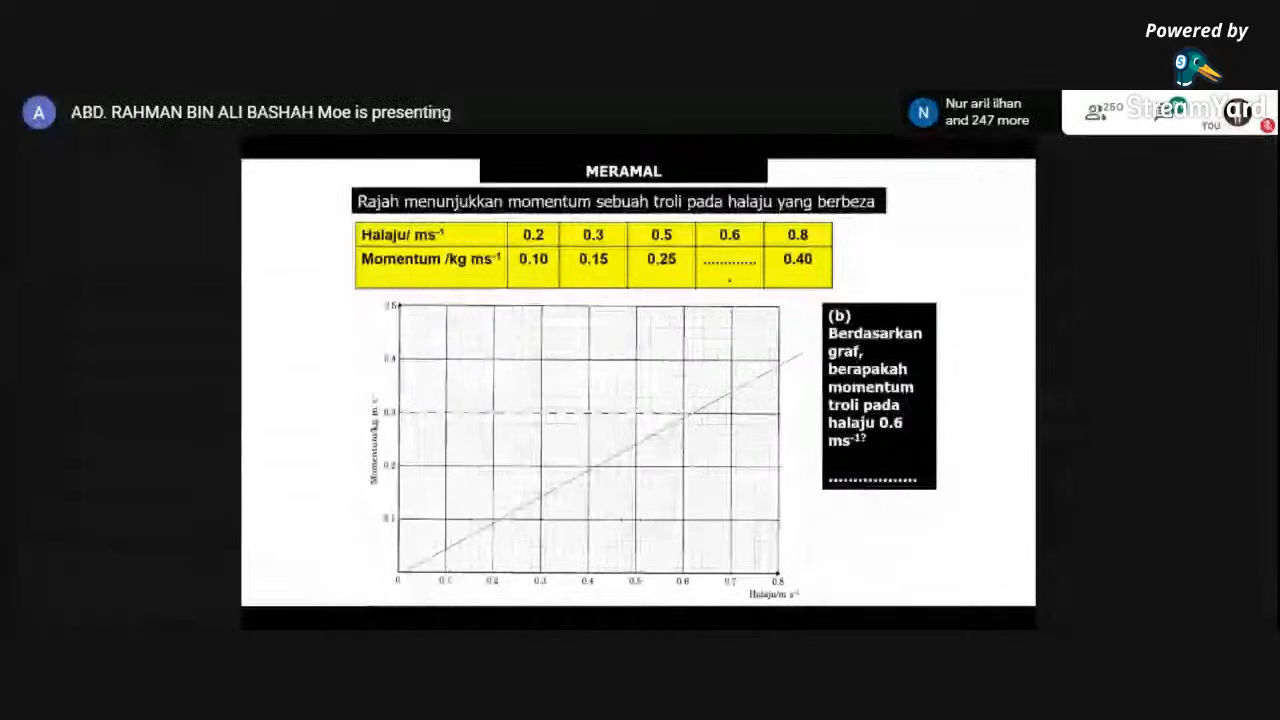 Powered by
StreamYard
A ABD. RAHMAN BIN ALI BASHAH Moe is presenting
N Nur aril ilhan
and 247 more
250
YOU
MERAMAL
Rajah menunjukkan momentum sebuah troli pada halaju yang berbeza
Halaju/ ms⁻¹ 0.2 0.3 0.5 0.6 0.8
Momentum /kg ms⁻¹ 0.10 0.15 0.25 ............. 0.40
.
0.5
0.4
0.3
0.2
0.1
Momentum/kg m s⁻¹
0 0.1 0.2 0.3 0.4 0.5 0.6 0.7 0.8
Halaju/m s⁻¹
(b)
Berdasarkan
graf,
berapakah
momentum
troli pada
halaju 0.6
ms⁻¹?
..................